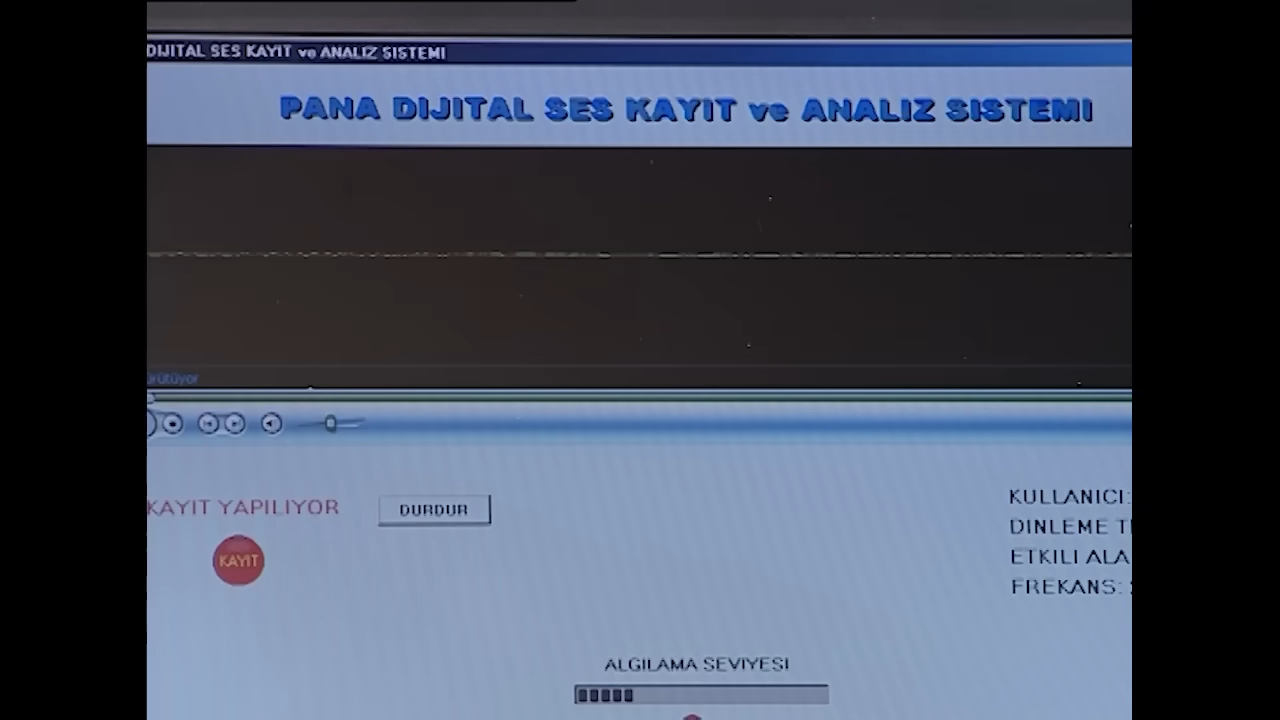 DIJITAL SES KAYIT ve ANALIZ SISTEMI
PANA DIJITAL SES KAYIT ve ANALIZ SISTEMI
KAYIT YAPILIYOR
DURDUR
KAYIT
KULLANICI:
DINLEME
ETKILI
FREKANS:
ALGILAMA SEVIYESI